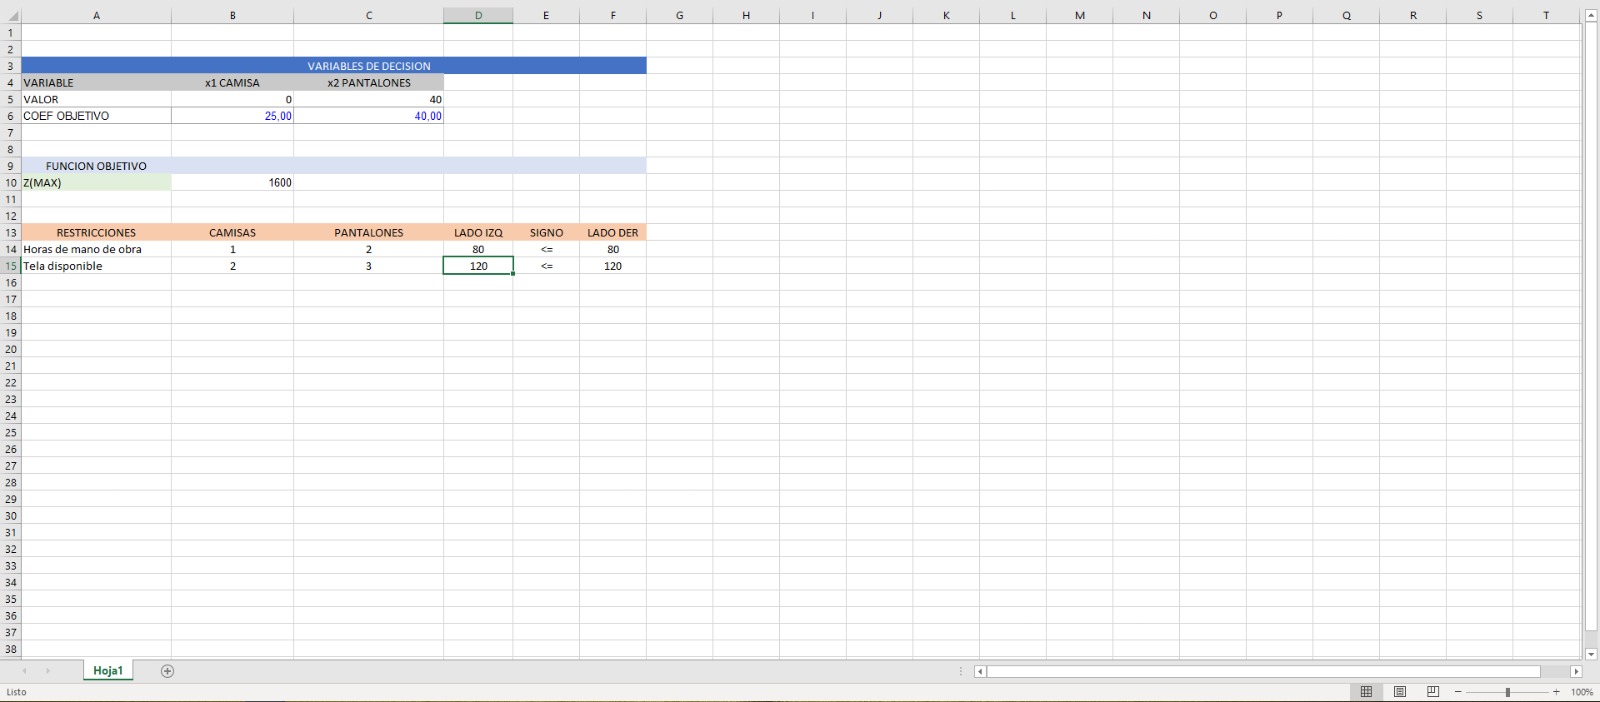 A B C D E F G H I J K L M N O P Q R S T
1
2
3 VARIABLES DE DECISION
4 VARIABLE x1 CAMISA x2 PANTALONES
5 VALOR 0 40
6 COEF OBJETIVO 25,00 40,00
7
8
9 FUNCION OBJETIVO
10 Z(MAX) 1600
11
12
13 RESTRICCIONES CAMISAS PANTALONES LADO IZQ SIGNO LADO DER
14 Horas de mano de obra 1 2 80 <= 80
15 Tela disponible 2 3 120 <= 120
16
17
18
19
20
21
22
23
24
25
26
27
28
29
30
31
32
33
34
35
36
37
38
Hoja1
Listo 100%